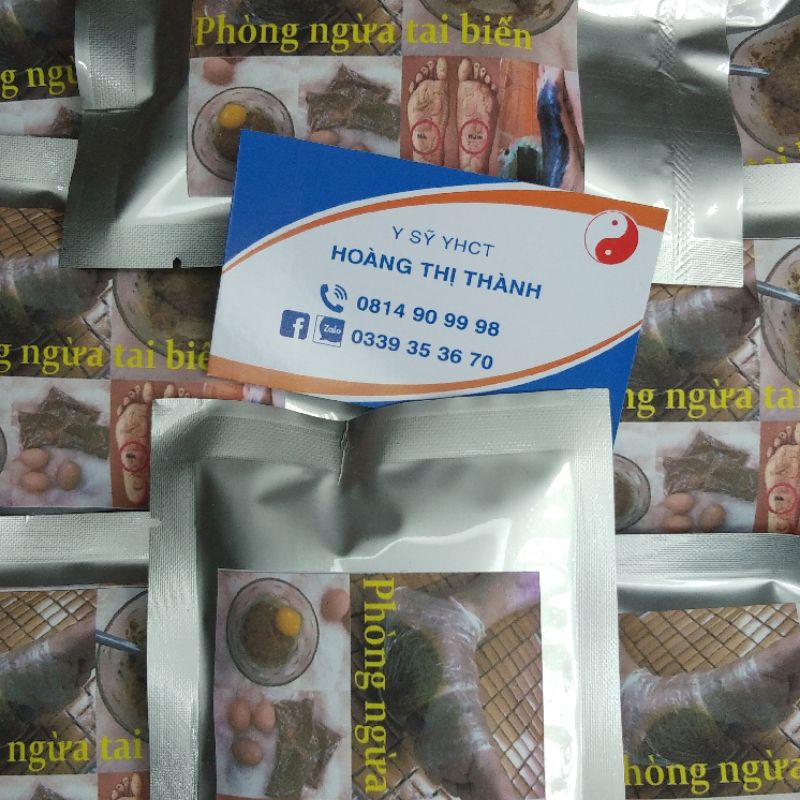 Phòng ngừa tai biến
ng ngừ
Y SỸ YHCT
HOÀNG THỊ THÀNH
0814 90 99 98
Zalo
0339 35 36 70
g ngừa tai biế
ng ngừa tai
Phòng ngừa
ngừa tai
hòng ngừa